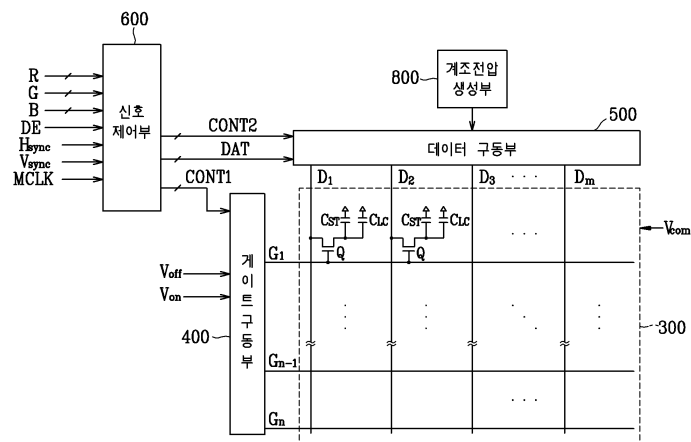 600
R
G
B
DE
Hsync
Vsync
MCLK
신호
제어부
800
계조전압
생성부
CONT2
DAT
CONT1
500
데이터 구동부
D1
D2
D3
. . .
Dm
CST
CLC
CST
CLC
Q
Q
Vcom
G1
Voff
Von
400
게
이
트
구
동
부
300
Gn-1
Gn